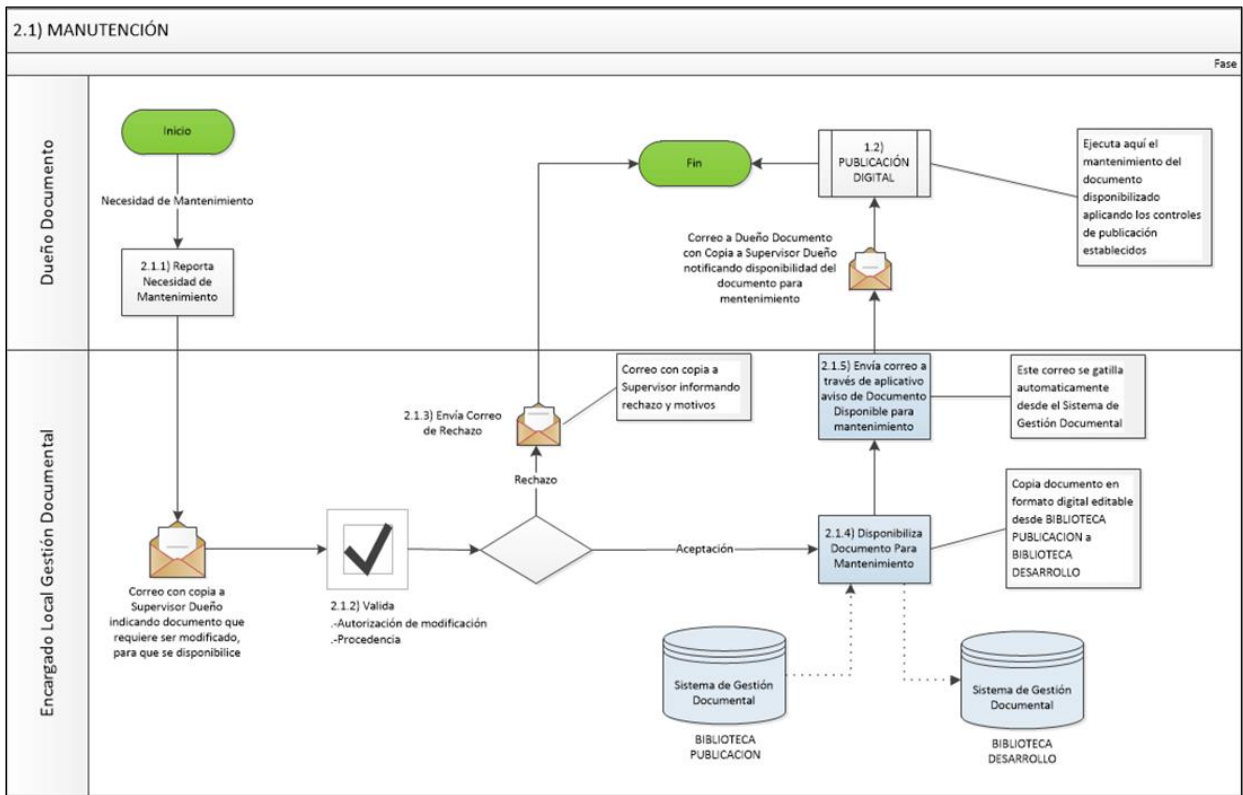 2.1) MANUTENCIÓN
Fase
Dueño Documento
Inicio
Necesidad de Mantenimiento
2.1.1) Reporta
Necesidad de
Mantenimiento
Fin
1.2)
PUBLICACIÓN
DIGITAL
Ejecuta aquí el
mantenimiento del
documento
disponibilizado
aplicando los controles
de publicación
establecidos
Correo a Dueño Documento
con Copia a Supervisor Dueño
notificando disponibilidad del
documento para
mentenimiento
Encargado Local Gestión Documental
Correo con copia a
Supervisor Dueño
indicando documento que
requiere ser modificado,
para que se disponibilice
2.1.2) Valida
.-Autorización de modificación
.-Procedencia
2.1.3) Envía Correo
de Rechazo
Correo con copia a
Supervisor informando
rechazo y motivos
Rechazo
Aceptación
2.1.5) Envía correo a
través de aplicativo
aviso de Documento
Disponible para
mantenimiento
Este correo se gatilla
automaticamente
desde el Sistema de
Gestión Documental
2.1.4) Disponibiliza
Documento Para
Mantenimiento
Copia documento en
formato digital editable
desde BIBLIOTECA
PUBLICACION a
BIBLIOTECA
DESARROLLO
Sistema de Gestión
Documental
BIBLIOTECA
PUBLICACION
Sistema de Gestión
Documental
BIBLIOTECA
DESARROLLO